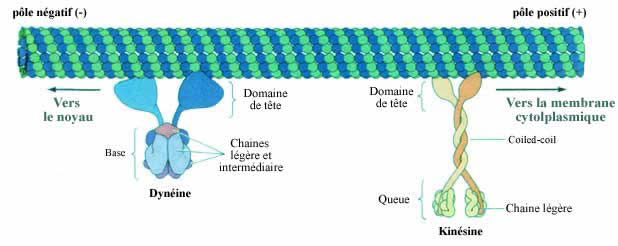 pôle négatif (-)
pôle positif (+)
Vers
le noyau
Domaine
de tête
Base
Chaines
légère et
intermédiaire
Dynéine
Domaine
de tête
Vers la membrane
cytolplasmique
Coiled-coil
Queue
Chaine légère
Kinésine